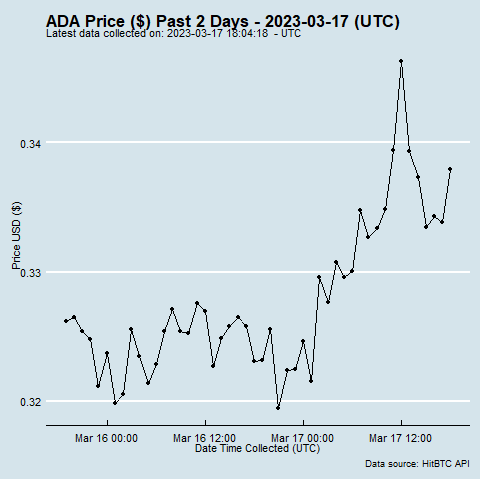 ADA Price ($) Past 2 Days - 2023-03-17 (UTC)
Latest data collected on: 2023-03-17 18:04:18 - UTC
Price USD ($)
0.34
0.33
0.32
Mar 16 00:00 Mar 16 12:00 Mar 17 00:00 Mar 17 12:00
Date Time Collected (UTC)
Data source: HitBTC API